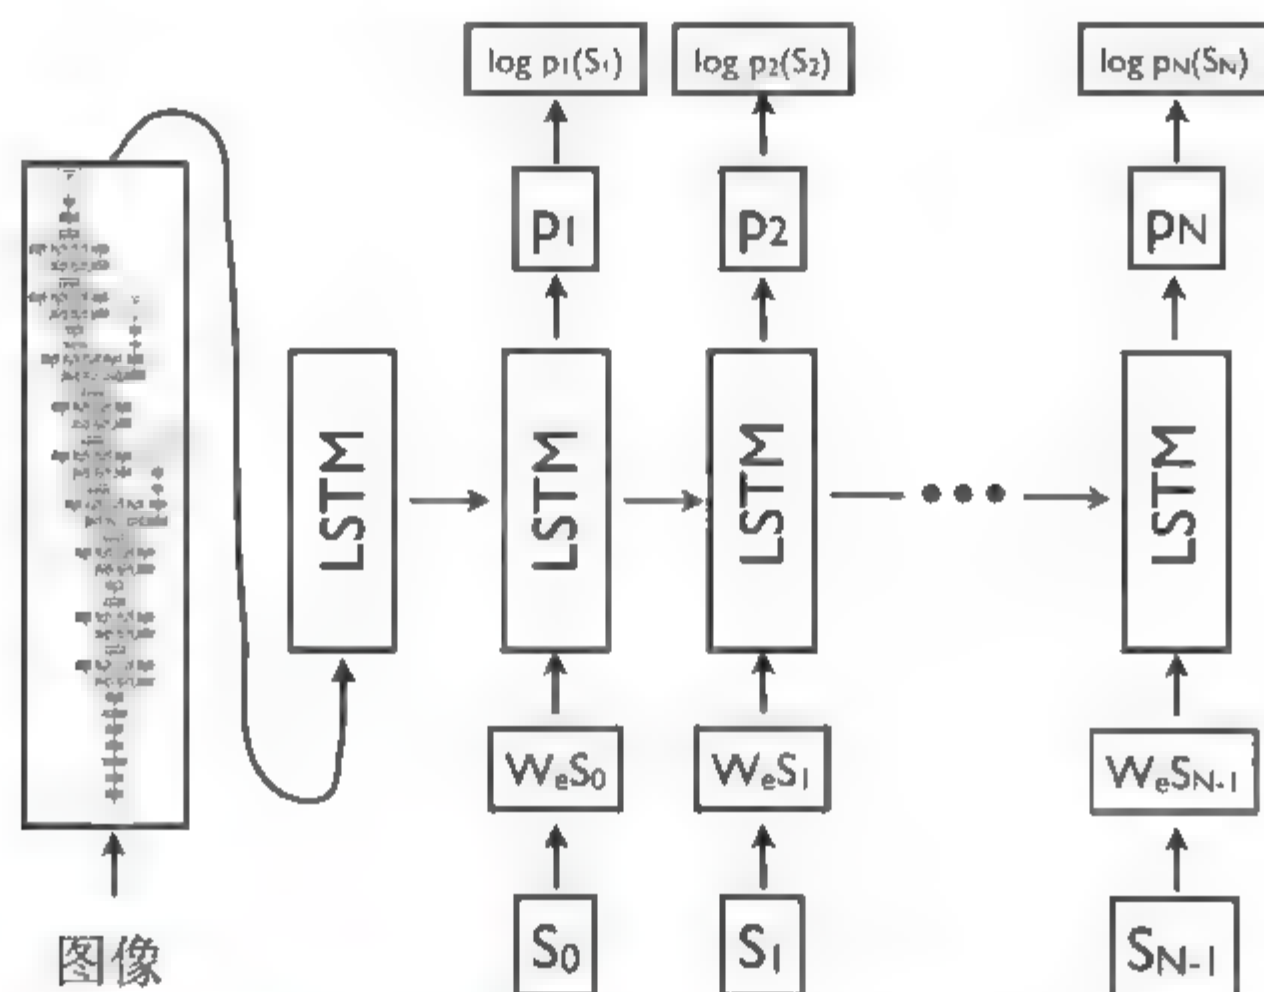 log p₁(S₁) log p₂(S₂) log pN(SN)
p₁ p₂ pN
LSTM LSTM LSTM LSTM
WₑS₀ WₑS₁ WₑSN-1
S₀ S₁ SN-1
图像